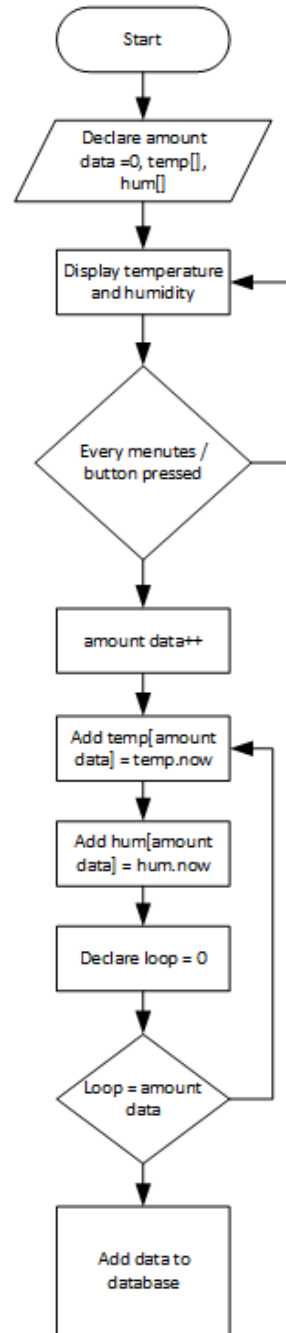 Start
Declare amount
data =0, temp[],
hum[]
Display temperature
and humidity
Every menutes /
button pressed
amount data++
Add temp[amount
data] = temp.now
Add hum[amount
data] = hum.now
Declare loop = 0
Loop = amount
data
Add data to
database